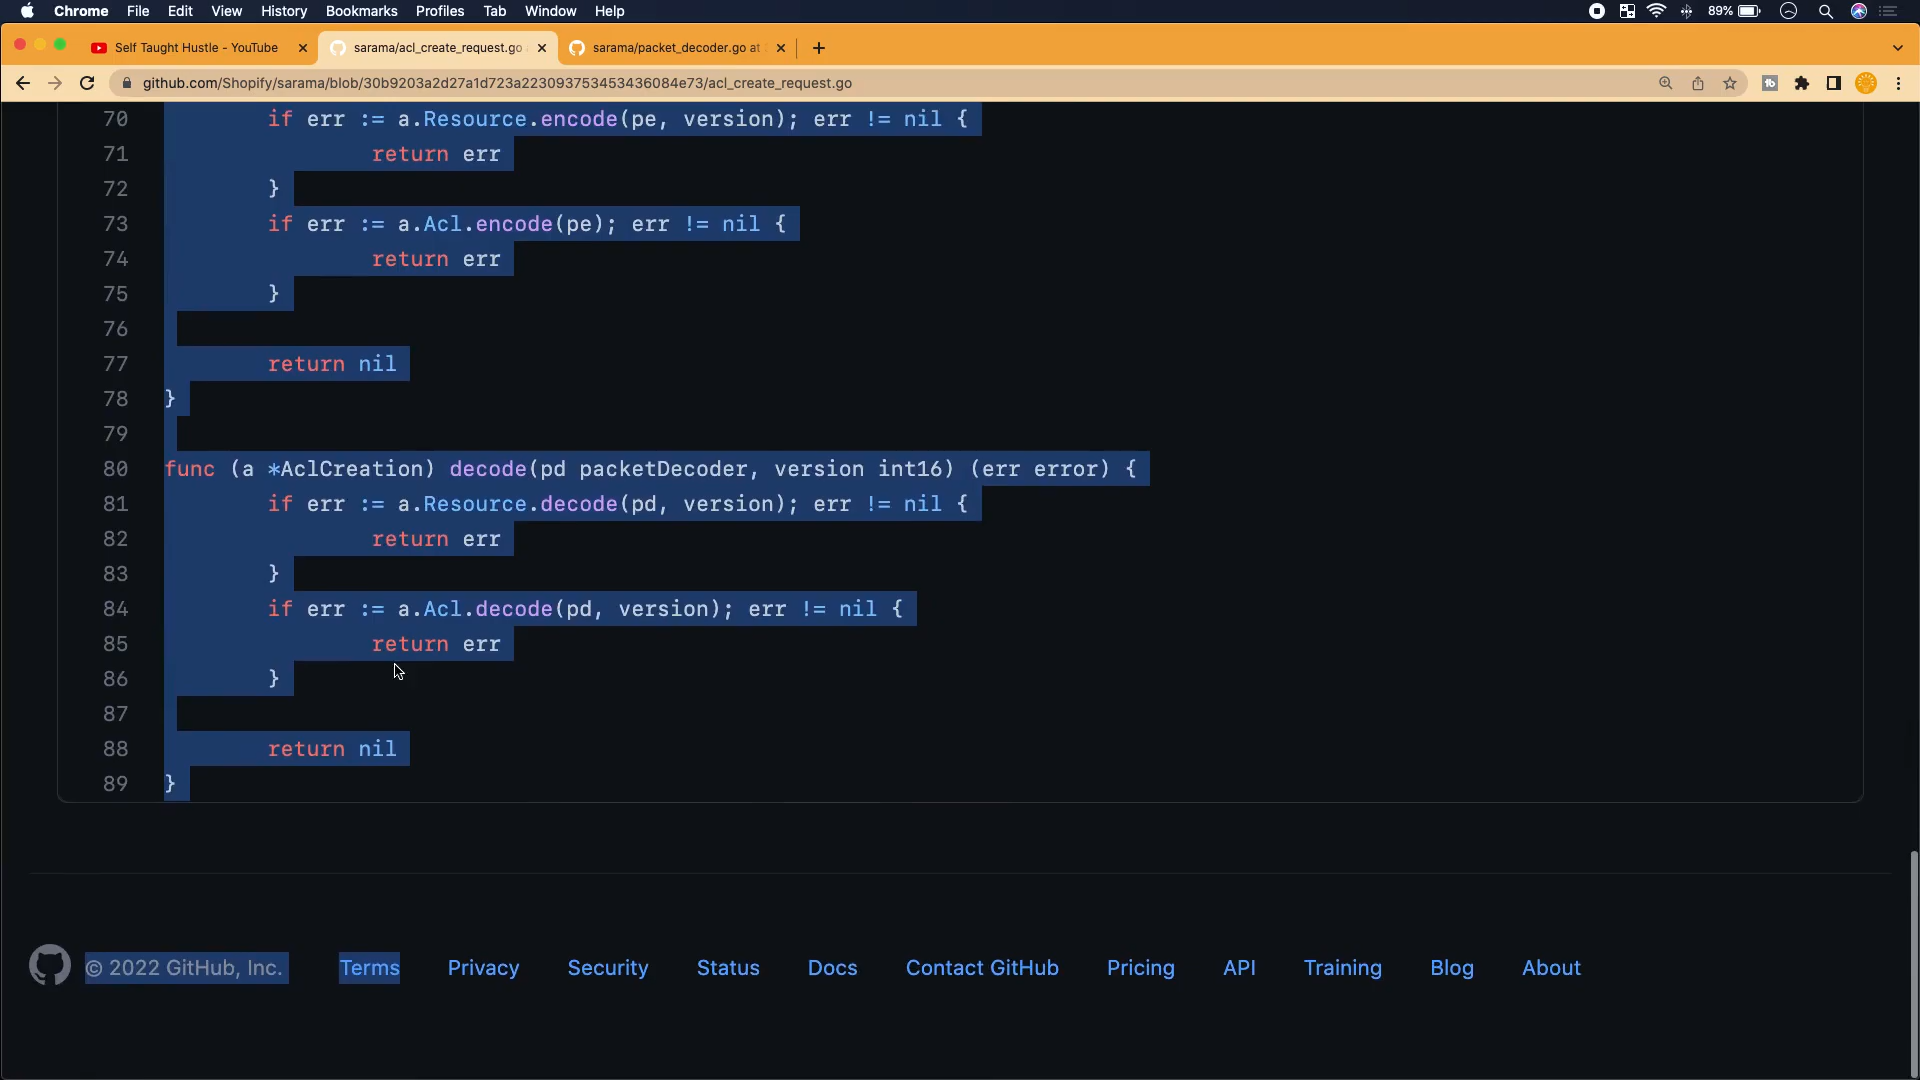 Chrome File Edit View History Bookmarks Profiles Tab Window Help 89%
Self Taught Hustle - YouTube sarama/acl_create_request.go sarama/packet_decoder.go at
github.com/Shopify/sarama/blob/30b9203a2d27a1d723a223093753453436084e73/acl_create_request.go
70 if err := a.Resource.encode(pe, version); err != nil {
71 return err
72 }
73 if err := a.Acl.encode(pe); err != nil {
74 return err
75 }
76
77 return nil
78 }
79
80 func (a *AclCreation) decode(pd packetDecoder, version int16) (err error) {
81 if err := a.Resource.decode(pd, version); err != nil {
82 return err
83 }
84 if err := a.Acl.decode(pd, version); err != nil {
85 return err
86 }
87
88 return nil
89 }
© 2022 GitHub, Inc. Terms Privacy Security Status Docs Contact GitHub Pricing API Training Blog About